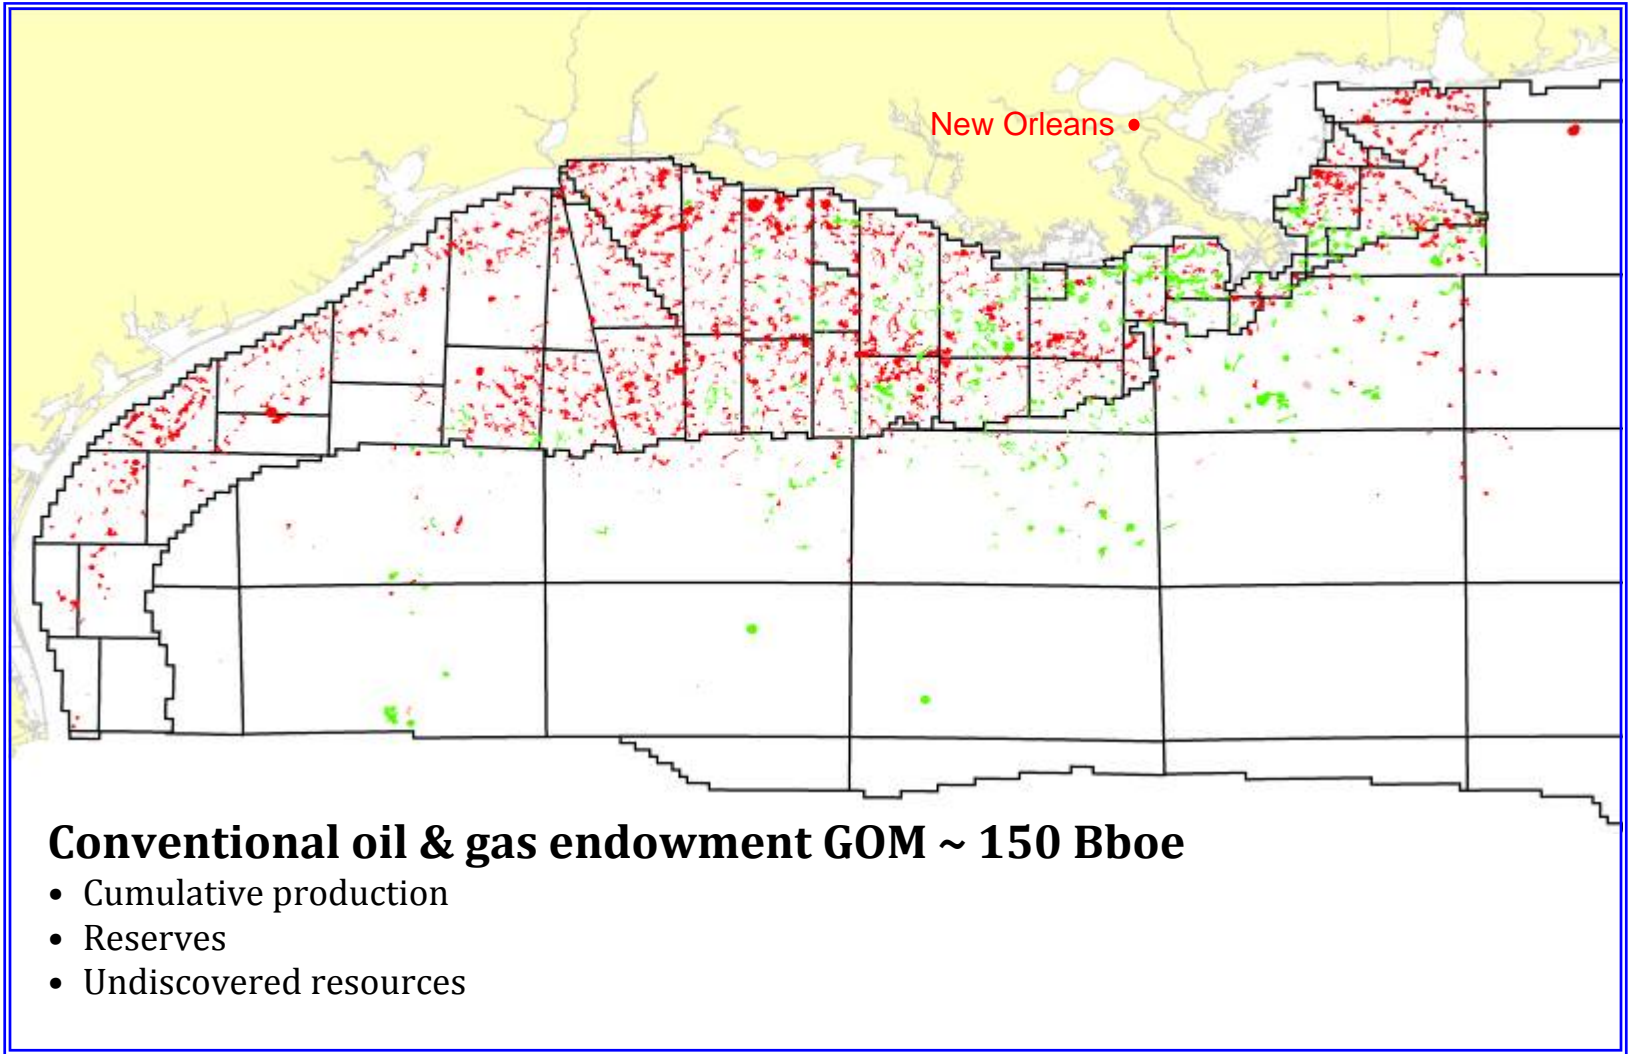 New Orleans
Conventional oil & gas endowment GOM ~ 150 Bboe
• Cumulative production
• Reserves
• Undiscovered resources